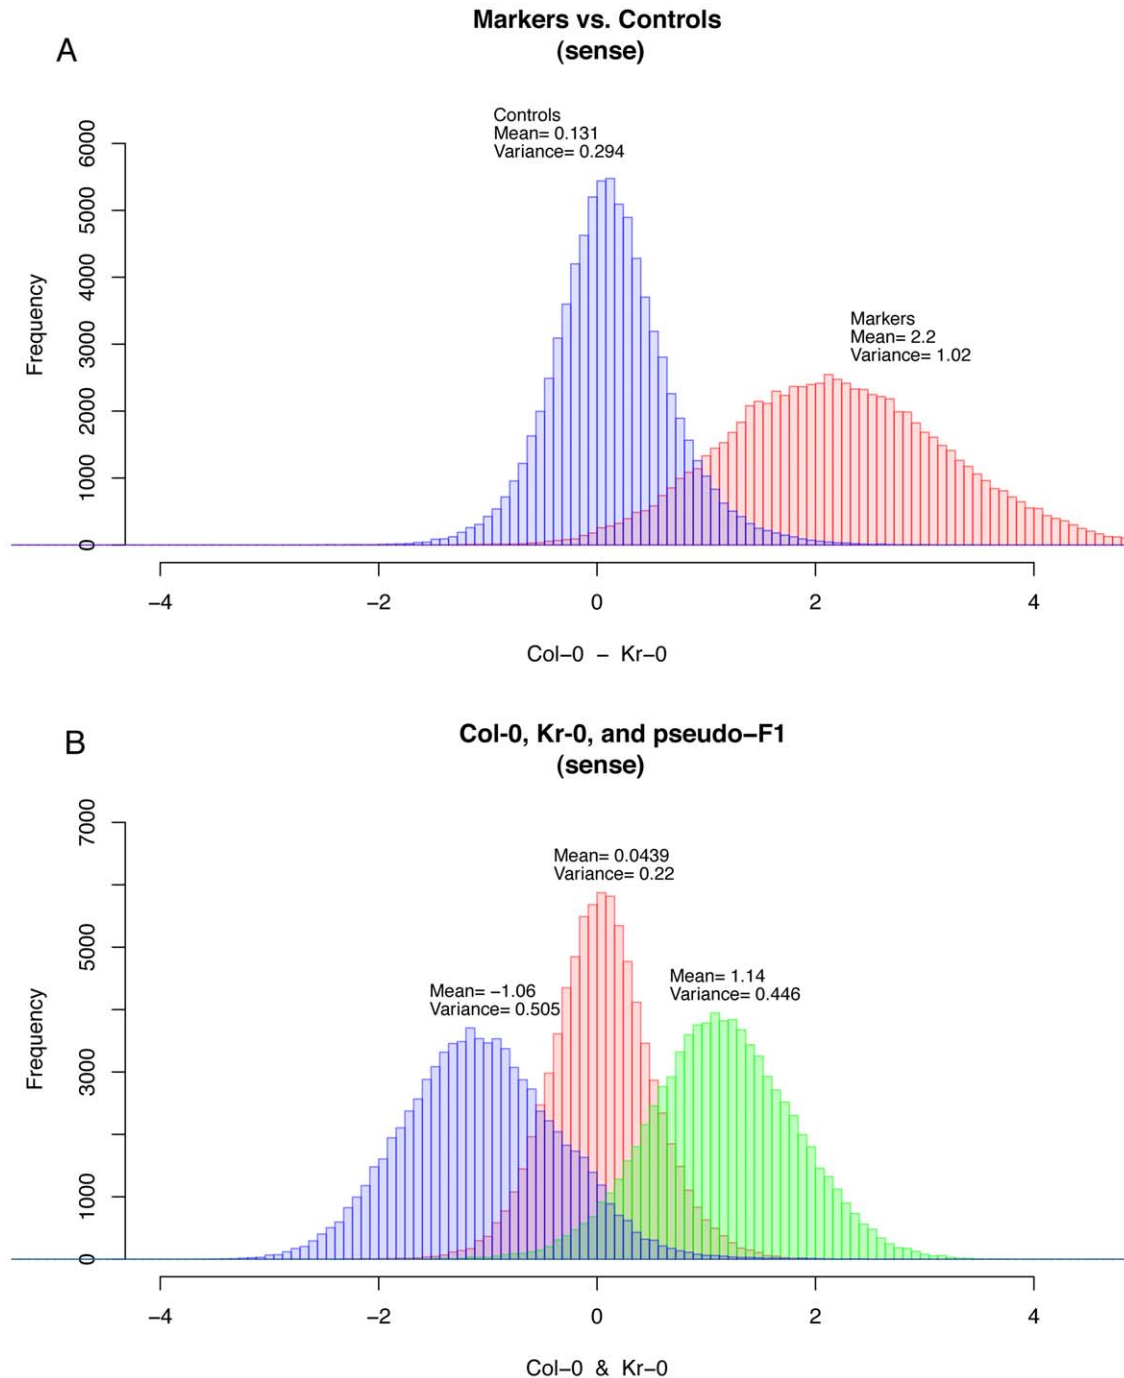 Markers vs. Controls
(sense)
A
Controls
Mean= 0.131
Variance= 0.294
Markers
Mean= 2.2
Variance= 1.02
Frequency
0
1000
2000
3000
4000
5000
6000
−4
−2
0
2
4
Col−0 − Kr−0
B
Col-0, Kr-0, and pseudo−F1
(sense)
Mean= 0.0439
Variance= 0.22
Mean= −1.06
Variance= 0.505
Mean= 1.14
Variance= 0.446
Frequency
0
1000
3000
5000
7000
−4
−2
0
2
4
Col−0 & Kr−0